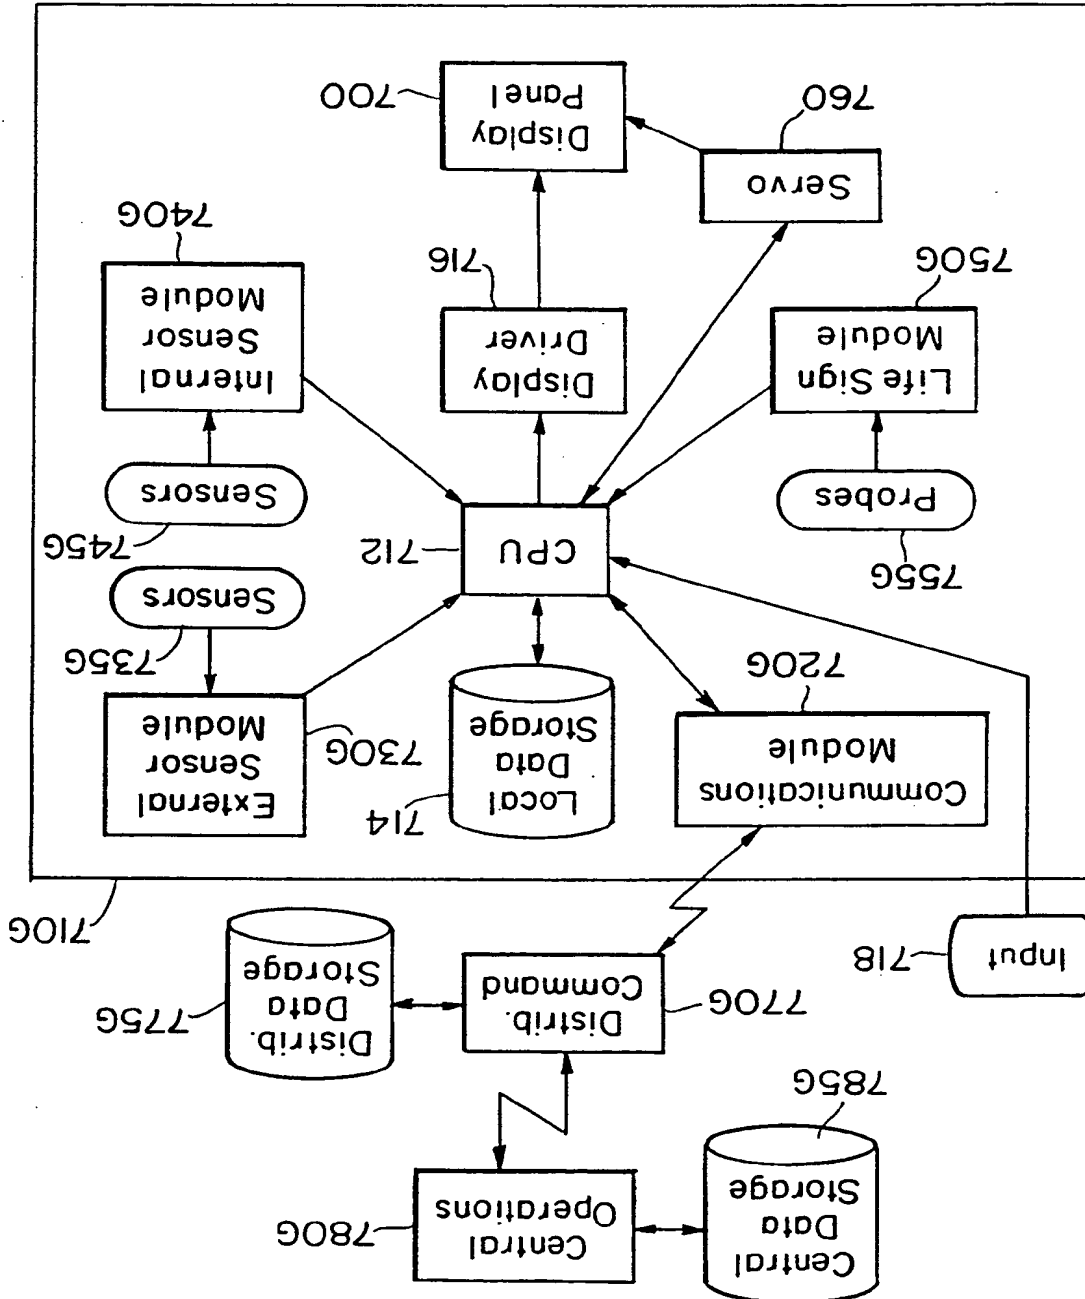 Central
Data
Storage
785G
Central
Operations
780G
Distrib.
Command
770G
Distrib.
Data
Storage
775G
Input
718
710G
Communications
Module
720G
Local
Data
Storage
714
External
Sensor
Module
730G
Sensors
735G
CPU
712
Probes
755G
Sensors
745G
Life Sign
Module
750G
Display
Driver
716
Internal
Sensor
Module
740G
Servo
760
Display
Panel
700